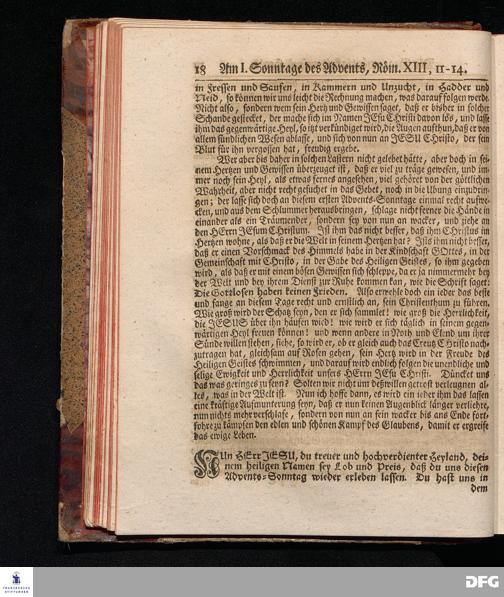 18 Am I. Sonntage des Advents, Röm. XIII, 11-14.
in Fressen und Saufen, in Kammern und Unzucht, in Hadder und
Neid, so können wir uns leicht die Rechnung machen, was darauf folgen werde.
Nicht also, sondern wem sein Hertz und Gewissen saget, daß er bisher in solcher
Schande gestecket, der mache sich im Namen JEsu Christi davon los, und lasse
ihm das gegenwärtige Heyl, so itzt verkündiget wird, die Augen aufthun, daß er von
allem sündlichen Wesen ablasse, und sich von nun an JESU Christo, der sein
Blut für ihn vergossen hat, freudig ergebe.
Wer aber bis daher in solchen Lastern nicht gelebet hätte, aber doch in sei-
nem Hertzen und Gewissen überzeuget ist, daß er viel zu träge gewesen, und im-
mer noch sein Heyl, als etwas fernes angesehen, viel gehöret von der göttlichen
Wahrheit, aber nicht recht gesuchet in das Gebet, noch in die Übung einzudrin-
gen; der lasse sich doch an diesem ersten Advents-Sonntage einmal recht aufwe-
cken, und aus dem Schlummer herausbringen, schlage nicht ferner die Hände in
einander als ein Träumender, sondern sey von nun an wacker, und ziehe an
den HErrn JEsum Christum. Ist ihm das nicht besser, daß ihm Christus im
Hertzen wohne, als daß er die Welt in seinem Hertzen hat? Ists ihm nicht besser,
daß er einen Vorschmack des Himmels habe in der Kindschaft GOttes, in der
Gemeinschaft mit Christo, in der Gabe des Heiligen Geistes, so ihm gegeben
wird, als daß er mit einem bösen Gewissen sich schleppe, da er ja nimmermehr bey
der Welt und bey ihrem Dienst zur Ruhe kommen kan, wie die Schrift saget:
Die Gottlosen haben keinen Frieden. Also erwehle doch ein ieder das beste
und fange an diesem Tage recht und ernstlich an, sein Christenthum zu führen.
Wie groß wird der Schatz seyn, den er sich sammlet! wie groß die Herrlichkeit,
die JESUS über ihn häufen wird! wie wird er sich täglich in seinem gegen-
wärtigen Heyl freuen können! und wenn andere in Noth und Elend um ihrer
Sünde willen stehen, siehe, so wird er, ob er gleich auch das Creutz Christo nach-
zutragen hat, gleichsam auf Rosen gehen, sein Hertz wird in der Freude des
Heiligen Geistes schwimmen, und darauf wird endlich folgen die unendliche und
selige Ewigkeit und Herrlichkeit unsers HErrn JEsu Christi. Düncket uns
das was geringes zu seyn? Solten wir nicht um deßwillen getrost verleugnen al-
les, was in der Welt ist. Nun ich hoffe dann, es wird ein ieder ihm das lassen
eine kräftige Aufmunterung seyn, daß er nun keinen Augenblick länger verliehre,
nun nichts mehr verschlafe, sondern von nun an sein wacker bis ans Ende fort-
fahre zu kämpfen den edlen und schönen Kampf des Glaubens, damit er ergreife
das ewige Leben.
NUn HErr JESU, du treuer und hochverdienter Heyland, dei-
nem heiligen Namen sey Lob und Preis, daß du uns diesen
Advents-Sonntag wieder erleben lassen. Du hast uns in
dem
FRANCKESCHE
STIFTUNGEN
DFG